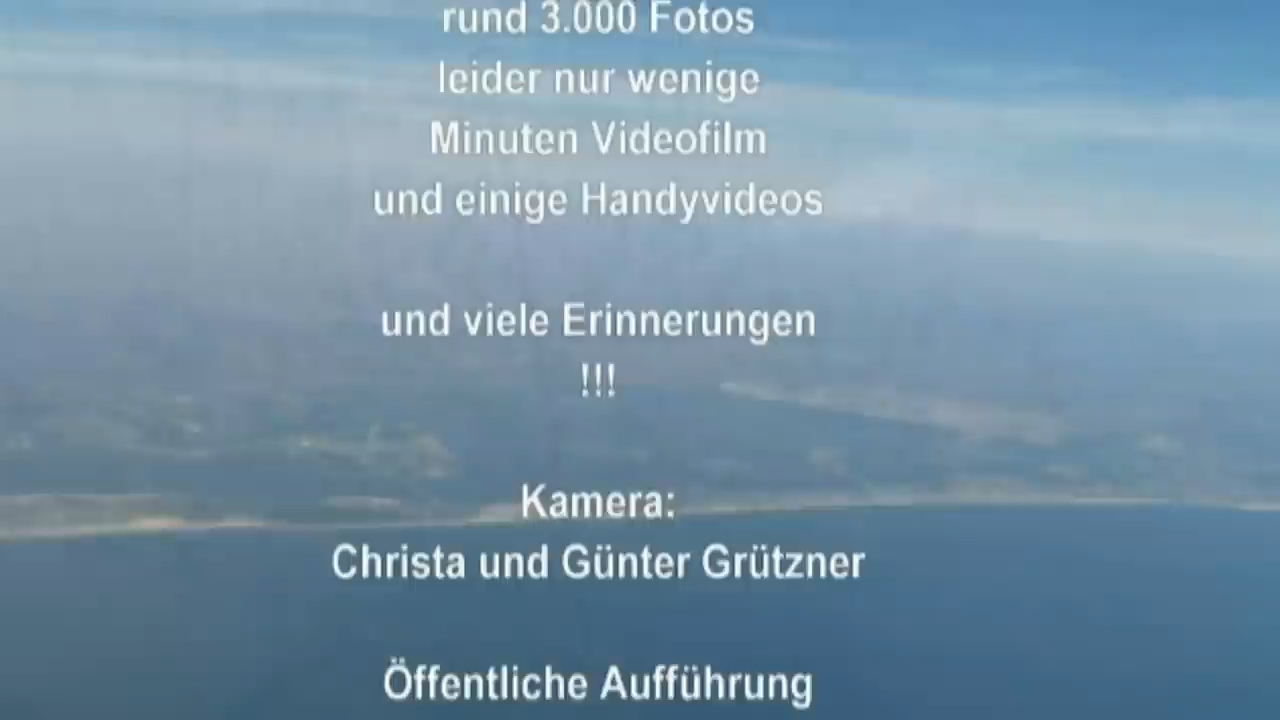 rund 3.000 Fotos
leider nur wenige
Minuten Videofilm
und einige Handyvideos
und viele Erinnerungen
!!!
Kamera:
Christa und Günter Grützner
Öffentliche Aufführung